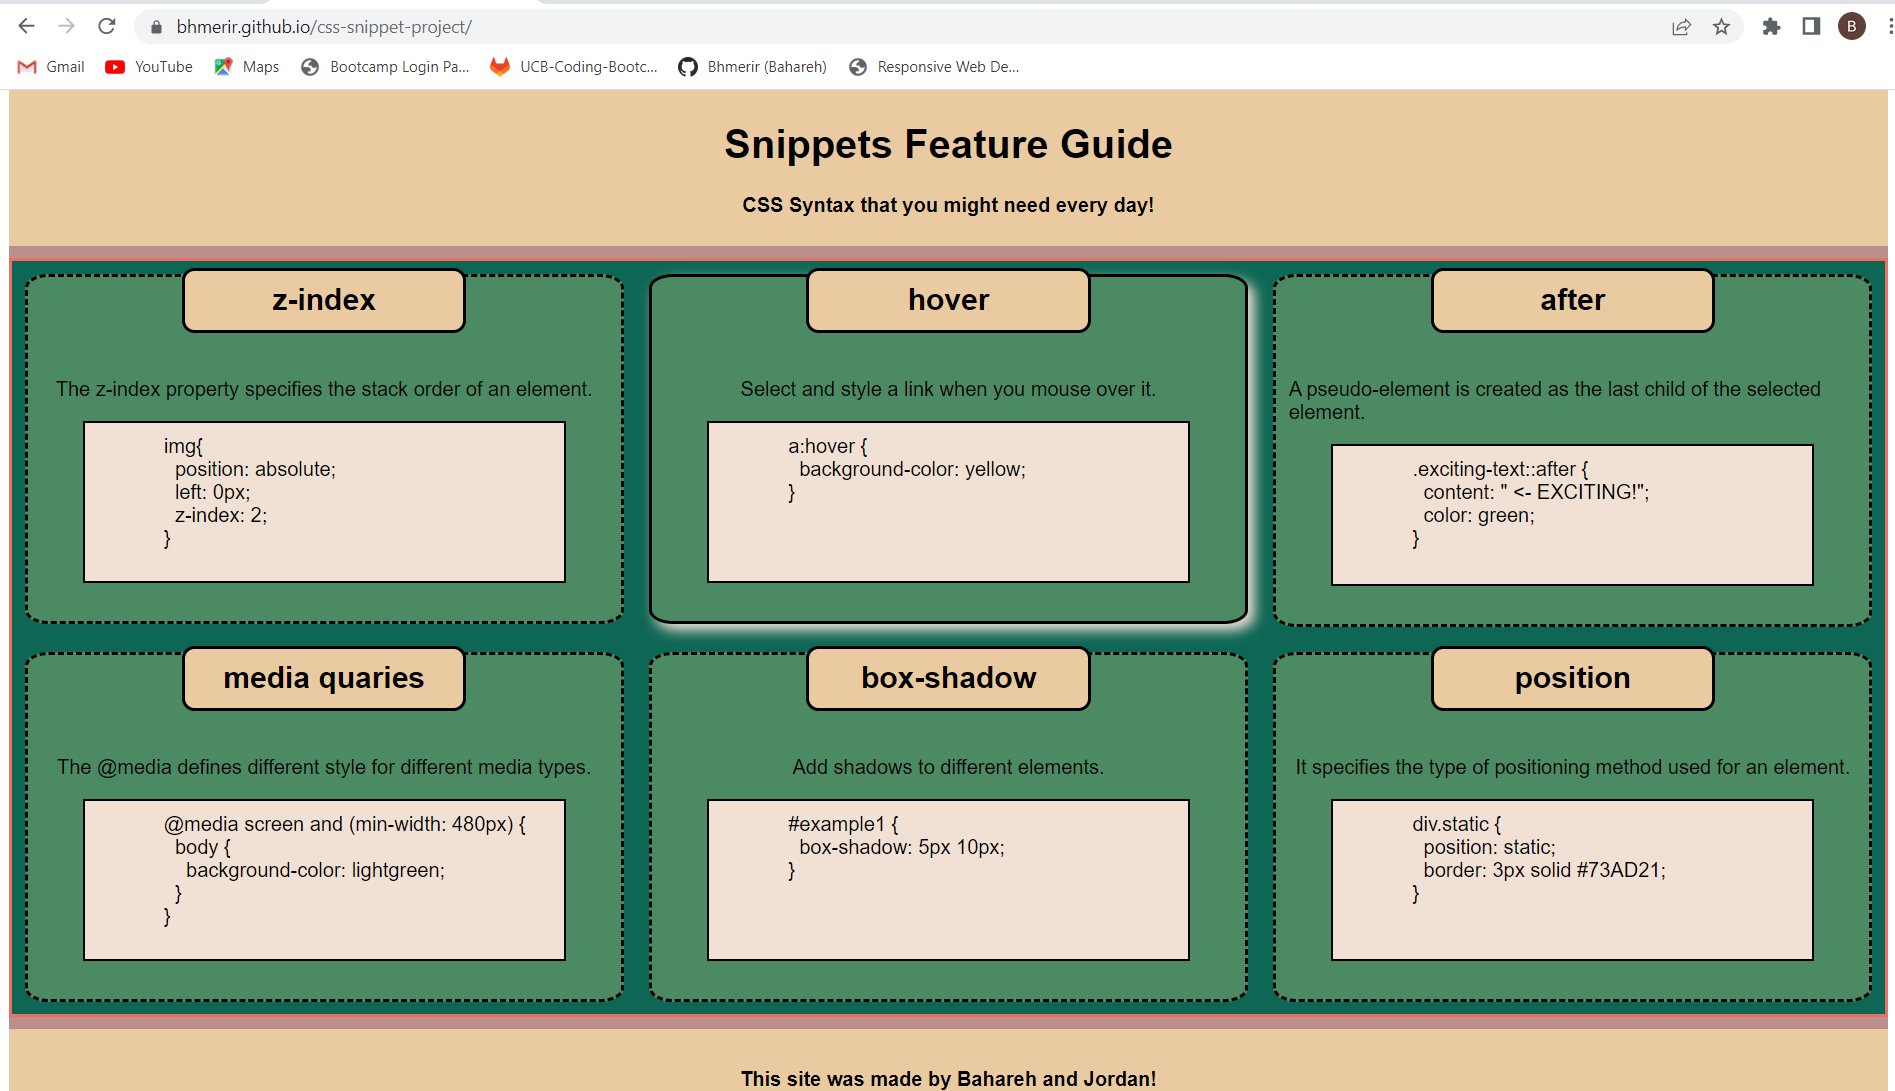 bhmerir.github.io/css-snippet-project/
B
Gmail YouTube Maps Bootcamp Login Pa... UCB-Coding-Bootc... Bhmerir (Bahareh) Responsive Web De...
Snippets Feature Guide
CSS Syntax that you might need every day!
z-index
The z-index property specifies the stack order of an element.
img{
position: absolute;
left: 0px;
z-index: 2;
}
hover
Select and style a link when you mouse over it.
a:hover {
background-color: yellow;
}
after
A pseudo-element is created as the last child of the selected
element.
.exciting-text::after {
content: " <- EXCITING!";
color: green;
}
media quaries
The @media defines different style for different media types.
@media screen and (min-width: 480px) {
body {
background-color: lightgreen;
}
}
box-shadow
Add shadows to different elements.
#example1 {
box-shadow: 5px 10px;
}
position
It specifies the type of positioning method used for an element.
div.static {
position: static;
border: 3px solid #73AD21;
}
This site was made by Bahareh and Jordan!